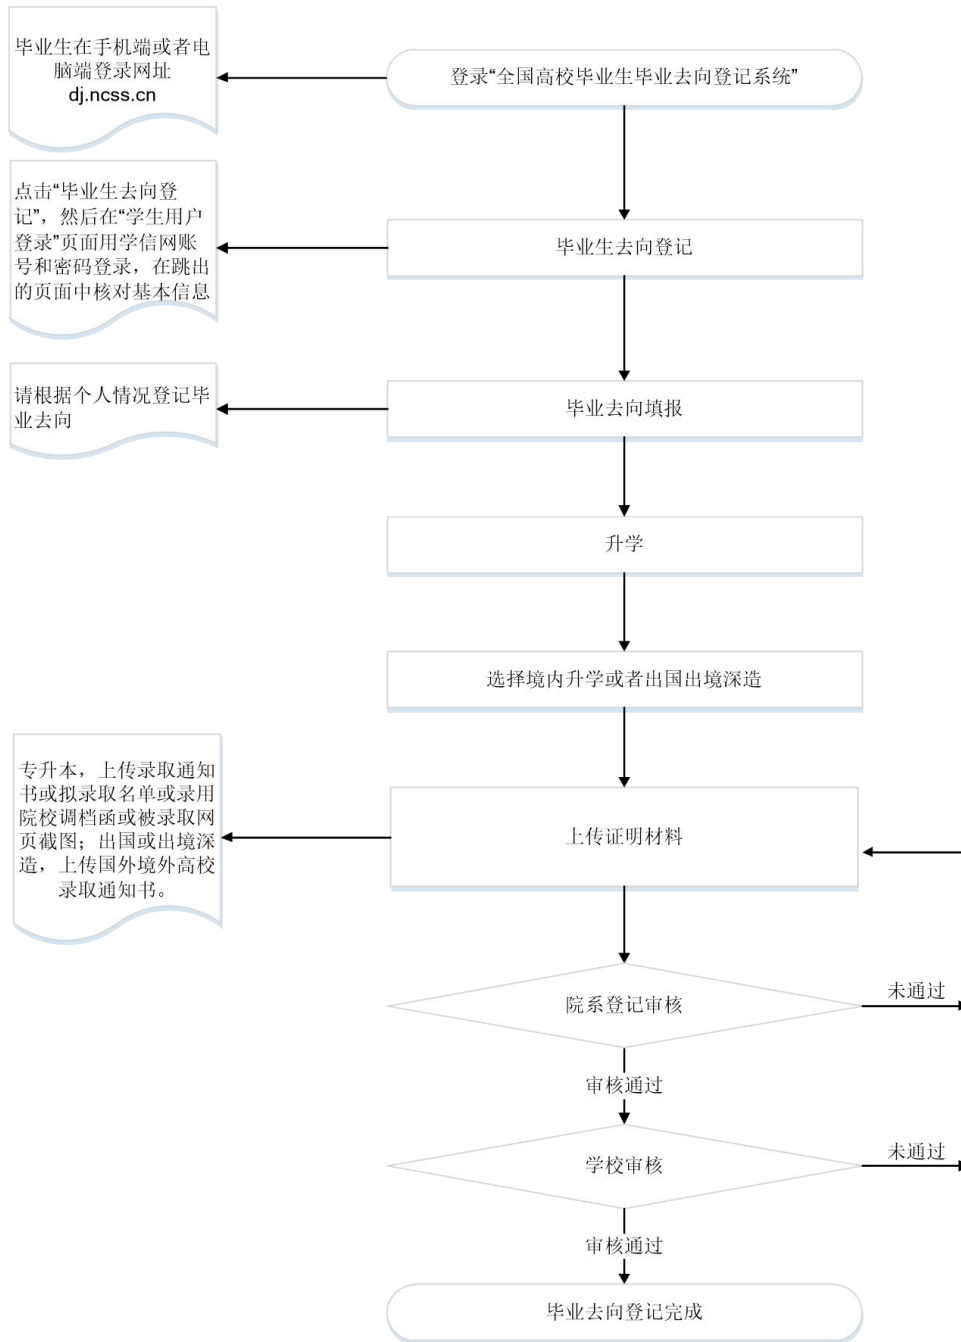 毕业生在手机端或者电
脑端登录网址
dj.ncss.cn
登录“全国高校毕业生毕业去向登记系统”
点击“毕业生去向登
记”，然后在“学生用户
登录”页面用学信网账
号和密码登录，在跳出
的页面中核对基本信息
毕业生去向登记
请根据个人情况登记毕
业去向
毕业去向填报
升学
选择境内升学或者出国出境深造
专升本，上传录取通知
书或拟录取名单或录用
院校调档函或被录取网
页截图；出国或出境深
造，上传国外境外高校
录取通知书。
上传证明材料
院系登记审核
未通过
审核通过
学校审核
未通过
审核通过
毕业去向登记完成